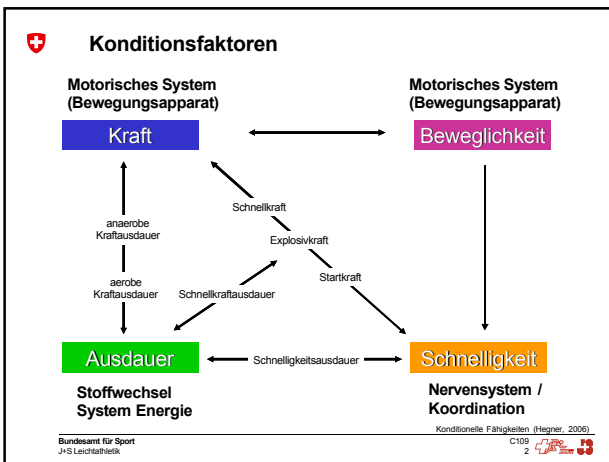 Konditionsfaktoren
Motorisches System
(Bewegungsapparat)
Motorisches System
(Bewegungsapparat)
Kraft
Beweglichkeit
Schnellkraft
anaerobe
Kraftausdauer
Explosivkraft
Startkraft
aerobe
Kraftausdauer
Schnellkraftausdauer
Ausdauer
Schnelligkeitsausdauer
Schnelligkeit
Stoffwechsel
System Energie
Nervensystem /
Koordination
Konditionelle Fähigkeiten (Hegner, 2006)
Bundesamt für Sport
J+S Leichtathletik
C109
2